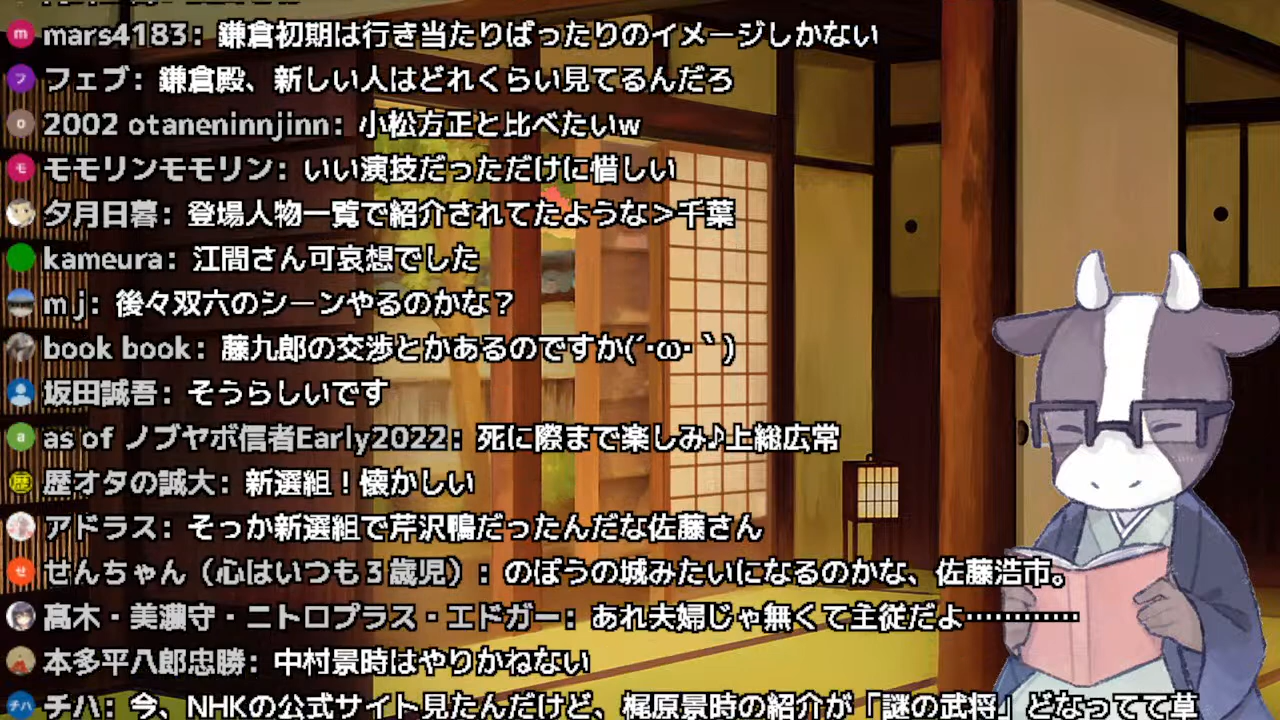 mars4183: 鎌倉初期は行き当たりばったりのイメージしかない
フェブ: 鎌倉殿、新しい人はどれくらい見てるんだろ
2002 otaneninnjinn: 小松方正と比べたいw
モモリンモモリン: いい演技だっただけに惜しい
夕月日暮: 登場人物一覧で紹介されてたような>千葉
kameura: 江間さん可哀想でした
m j: 後々双六のシーンやるのかな？
book book: 藤九郎の交渉とかあるのですか(´･ω･｀)
坂田誠吾: そうらしいです
as of ノブヤボ信者Early2022: 死に際まで楽しみ♪上総広常
歴オタの誠大: 新選組！懐かしい
アドラス: そっか新選組で芹沢鴨だったんだな佐藤さん
せんちゃん（心はいつも３歳児）: のぼうの城みたいになるのかな、佐藤浩市。
髙木・美濃守・ニトロプラス・エドガー: あれ夫婦じゃ無くて主従だよ…………
本多平八郎忠勝: 中村景時はやりかねない
チハ: 今、NHKの公式サイト見たんだけど、梶原景時の紹介が「謎の武将」どなってて草